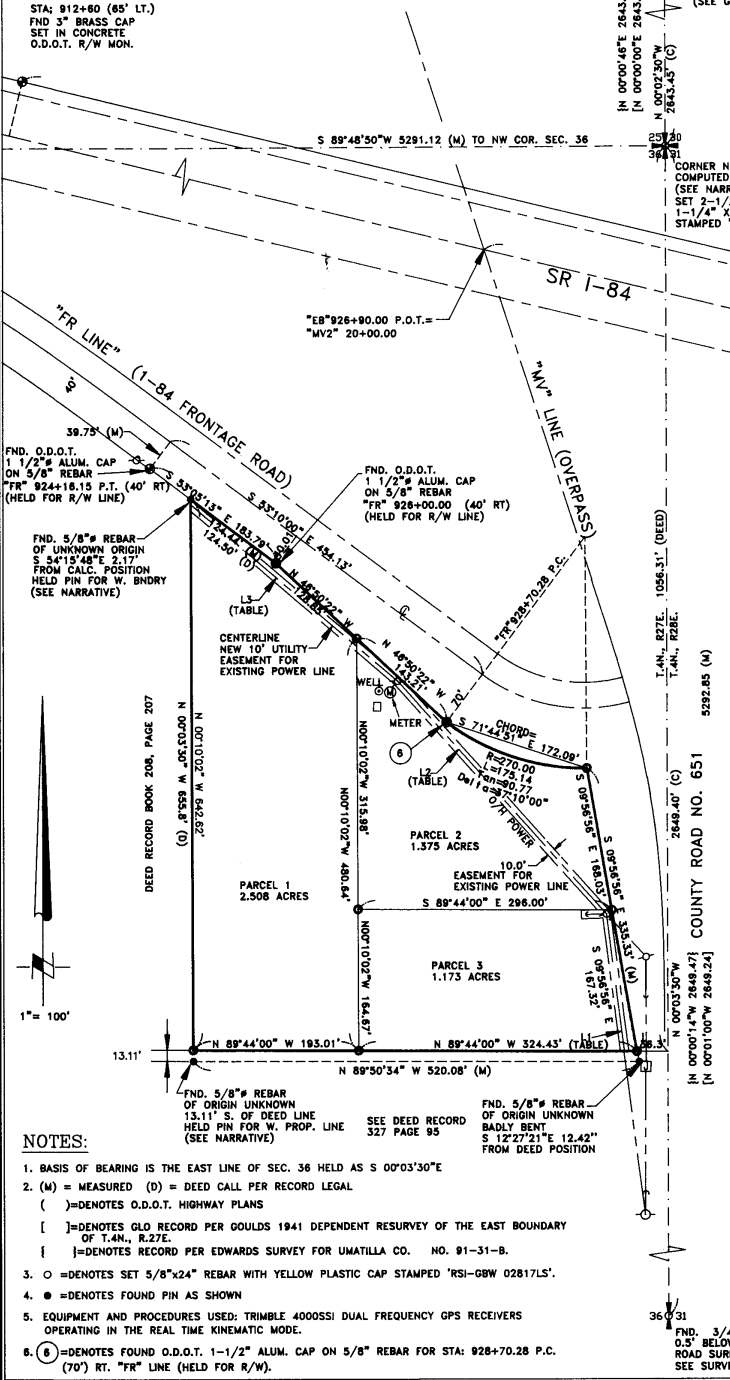 STA; 912+60 (65' LT.)
FND 3" BRASS CAP
SET IN CONCRETE
O.D.O.T. R/W MON.
{N 00°00'46"E 2643.
[N 00°00'00"E 2643.
N 00°02'30"W
2643.45' (C)
(SEE G
S 89°48'50"W 5291.12 (M) TO NW COR. SEC. 36
25 30
36 31
CORNER N
COMPUTED
(SEE NARR
SET 2-1/
1-1/4" X
STAMPED
SR I-84
"EB"926+90.00 P.O.T.=
"MV2" 20+00.00
"FR LINE" (1-84 FRONTAGE ROAD)
"MV" LINE (OVERPASS)
40'
39.75' (M)
FND. O.D.O.T.
1 1/2"ø ALUM. CAP
ON 5/8" REBAR
"FR" 924+16.15 P.T. (40' RT)
(HELD FOR R/W LINE)
FND. O.D.O.T.
1 1/2"ø ALUM. CAP
ON 5/8" REBAR
"FR" 926+00.00 (40' RT)
(HELD FOR R/W LINE)
S 53°05'13" E 183.79'
124.42' (M)
124.50' (D)
S 53°10'00" E 454.13'
FND. 5/8"ø REBAR
OF UNKNOWN ORIGIN
S 54°15'48"E 2.17'
FROM CALC. POSITION
HELD PIN FOR W. BNDRY
(SEE NARRATIVE)
L3
(TABLE)
N 46°50'22" W
CENTERLINE
NEW 10' UTILITY
EASEMENT FOR
EXISTING POWER LINE
N 46°50'22" W
143.21'
"FR"928+70.28 P.C.
70'
T.4N., R27E. 1056.31' (DEED)
T.4N., R28E.
WELL
METER
6
CHORD=
S 71°44'51" E 172.09'
R=270.00
L=175.14
Tan=90.77
Delta=37°10'00"
L2
(TABLE)
O/H POWER
DEED RECORD BOOK 208, PAGE 207
N 00°03'30" W 655.8' (D)
N 00°10'02" W 642.62'
N00°10'02"W 315.98'
N00°10'02"W 480.64'
N00°10'02"W 164.67'
PARCEL 1
2.508 ACRES
PARCEL 2
1.375 ACRES
10.0'
EASEMENT FOR
EXISTING POWER LINE
S 89°44'00" E 296.00'
PARCEL 3
1.173 ACRES
S 09°56'56" E 168.03'
S 09°56'56" E 335.33' (M)
S 09°56'56" E
167.32'
2649.40' (C)
5292.85 (M)
COUNTY ROAD NO. 651
N 00°03'30"W
{N 00°00'14"W 2649.47}
[N 00°01'00"W 2649.24]
1"= 100'
13.11'
N 89°44'00" W 193.01'
N 89°44'00" W 324.43' (TABLE)
36.3'
N 89°50'34" W 520.08' (M)
FND. 5/8"ø REBAR
OF ORIGIN UNKNOWN
13.11' S. OF DEED LINE
HELD PIN FOR W. PROP. LINE
(SEE NARRATIVE)
SEE DEED RECORD
327 PAGE 95
FND. 5/8"ø REBAR
OF ORIGIN UNKNOWN
BADLY BENT
S 12°27'21"E 12.42"
FROM DEED POSITION
NOTES:
1. BASIS OF BEARING IS THE EAST LINE OF SEC. 36 HELD AS S 00°03'30"E
2. (M) = MEASURED (D) = DEED CALL PER RECORD LEGAL
( )=DENOTES O.D.O.T. HIGHWAY PLANS
[ ]=DENOTES GLO RECORD PER GOULDS 1941 DEPENDENT RESURVEY OF THE EAST BOUNDARY
OF T.4N., R.27E.
{ }=DENOTES RECORD PER EDWARDS SURVEY FOR UMATILLA CO. NO. 91-31-B.
3. O =DENOTES SET 5/8"x24" REBAR WITH YELLOW PLASTIC CAP STAMPED 'RSI-GBW 02817LS'.
4. ● =DENOTES FOUND PIN AS SHOWN
5. EQUIPMENT AND PROCEDURES USED: TRIMBLE 4000SSI DUAL FREQUENCY GPS RECEIVERS
OPERATING IN THE REAL TIME KINEMATIC MODE.
6. 6 =DENOTES FOUND O.D.O.T. 1-1/2" ALUM. CAP ON 5/8" REBAR FOR STA: 928+70.28 P.C.
(70') RT. "FR" LINE (HELD FOR R/W).
36 31
FND. 3/4
0.5' BELOW
ROAD SUR
SEE SURVE